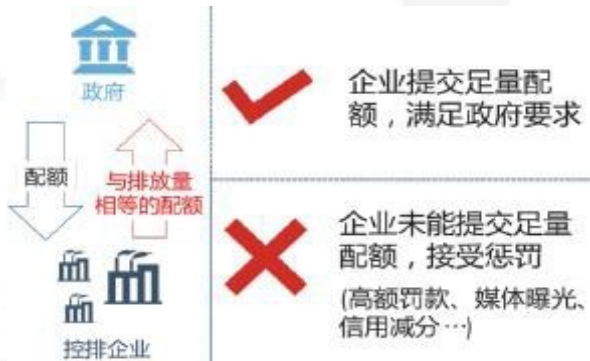 政府
配额
与排放量
相等的配额
控排企业
企业提交足量配
额，满足政府要求
企业未能提交足量
配额，接受惩罚
(高额罚款、媒体曝光、
信用减分…)